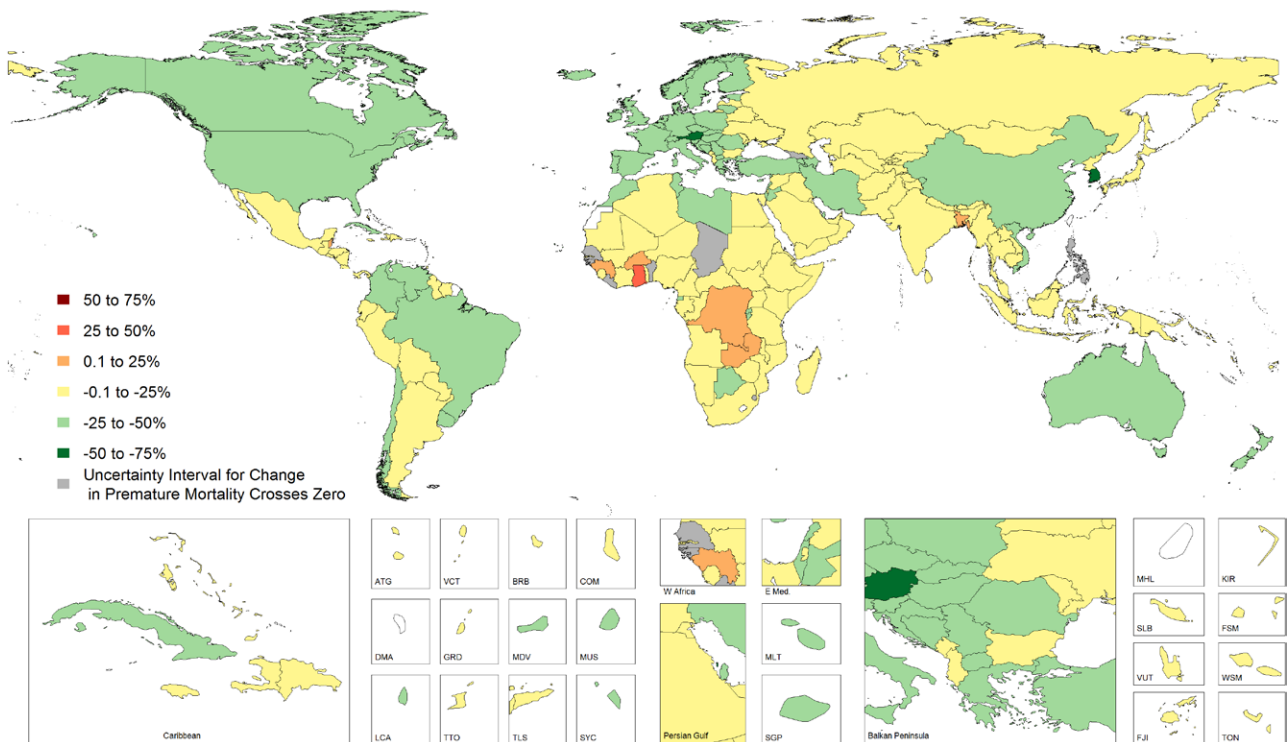 50 to 75%
25 to 50%
0.1 to 25%
-0.1 to -25%
-25 to -50%
-50 to -75%
Uncertainty Interval for Change
in Premature Mortality Crosses Zero
Caribbean
ATG
VCT
BRB
COM
DMA
GRD
MDV
MUS
LCA
TTO
TLS
SYC
W Africa
E Med.
Persian Gulf
MLT
SGP
Balkan Peninsula
MHL
KIR
SLB
FSM
VUT
WSM
FJI
TON